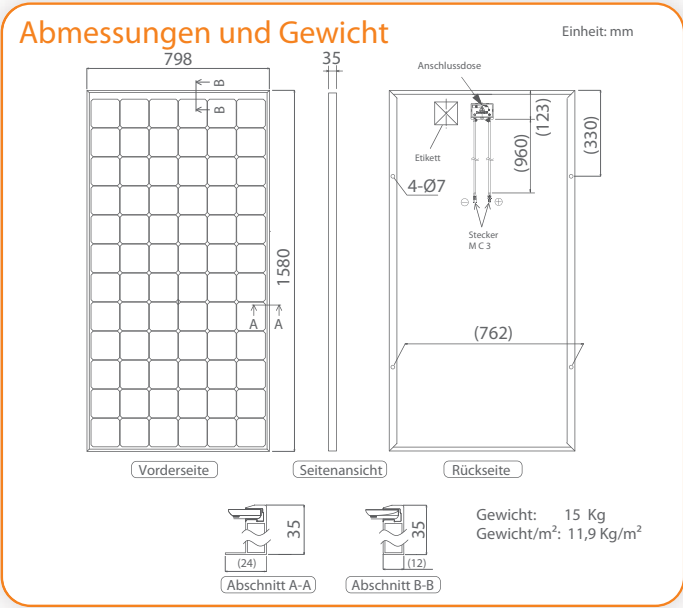 Abmessungen und Gewicht
Einheit: mm
798
35
B
B
1580
A
A
Anschlussdose
Etikett
(123)
(330)
(960)
4-Ø7
Stecker
M C 3
(762)
Vorderseite
Seitenansicht
Rückseite
35
(24)
Abschnitt A-A
35
(12)
Abschnitt B-B
Gewicht: 15 Kg
Gewicht/m²: 11,9 Kg/m²